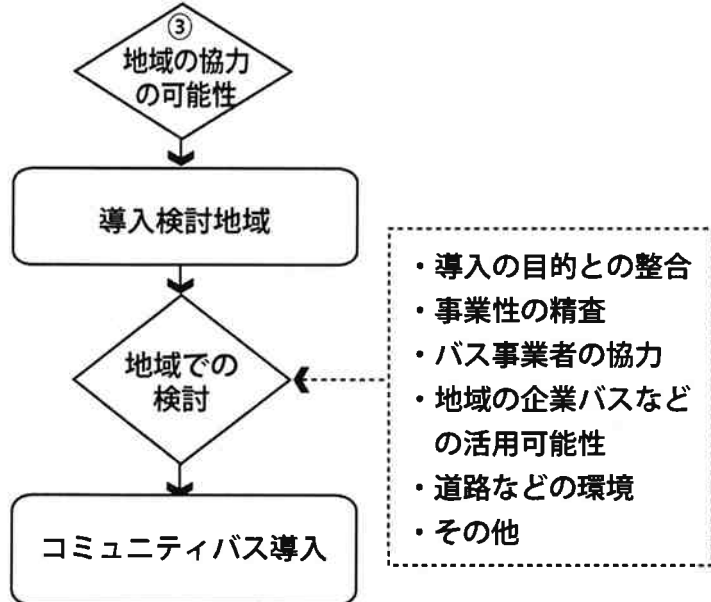 ③
地域の協力
の可能性
導入検討地域
地域での
検討
・導入の目的との整合
・事業性の精査
・バス事業者の協力
・地域の企業バスなど
の活用可能性
・道路などの環境
・その他
コミュニティバス導入